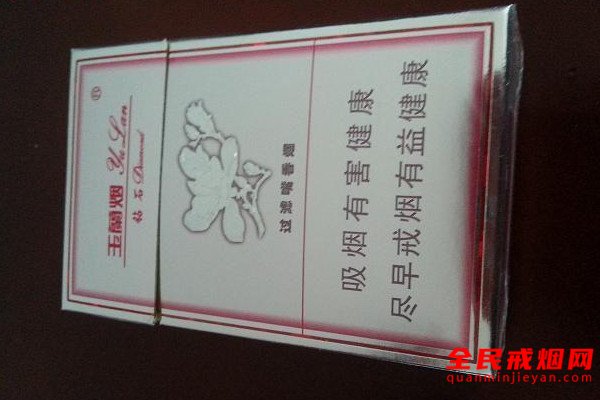 玉兰烟 Yu Lan
钻石 Diamond
过滤嘴香烟
吸烟有害健康
尽早戒烟有益健康
全民戒烟网
quanminjieyan.com